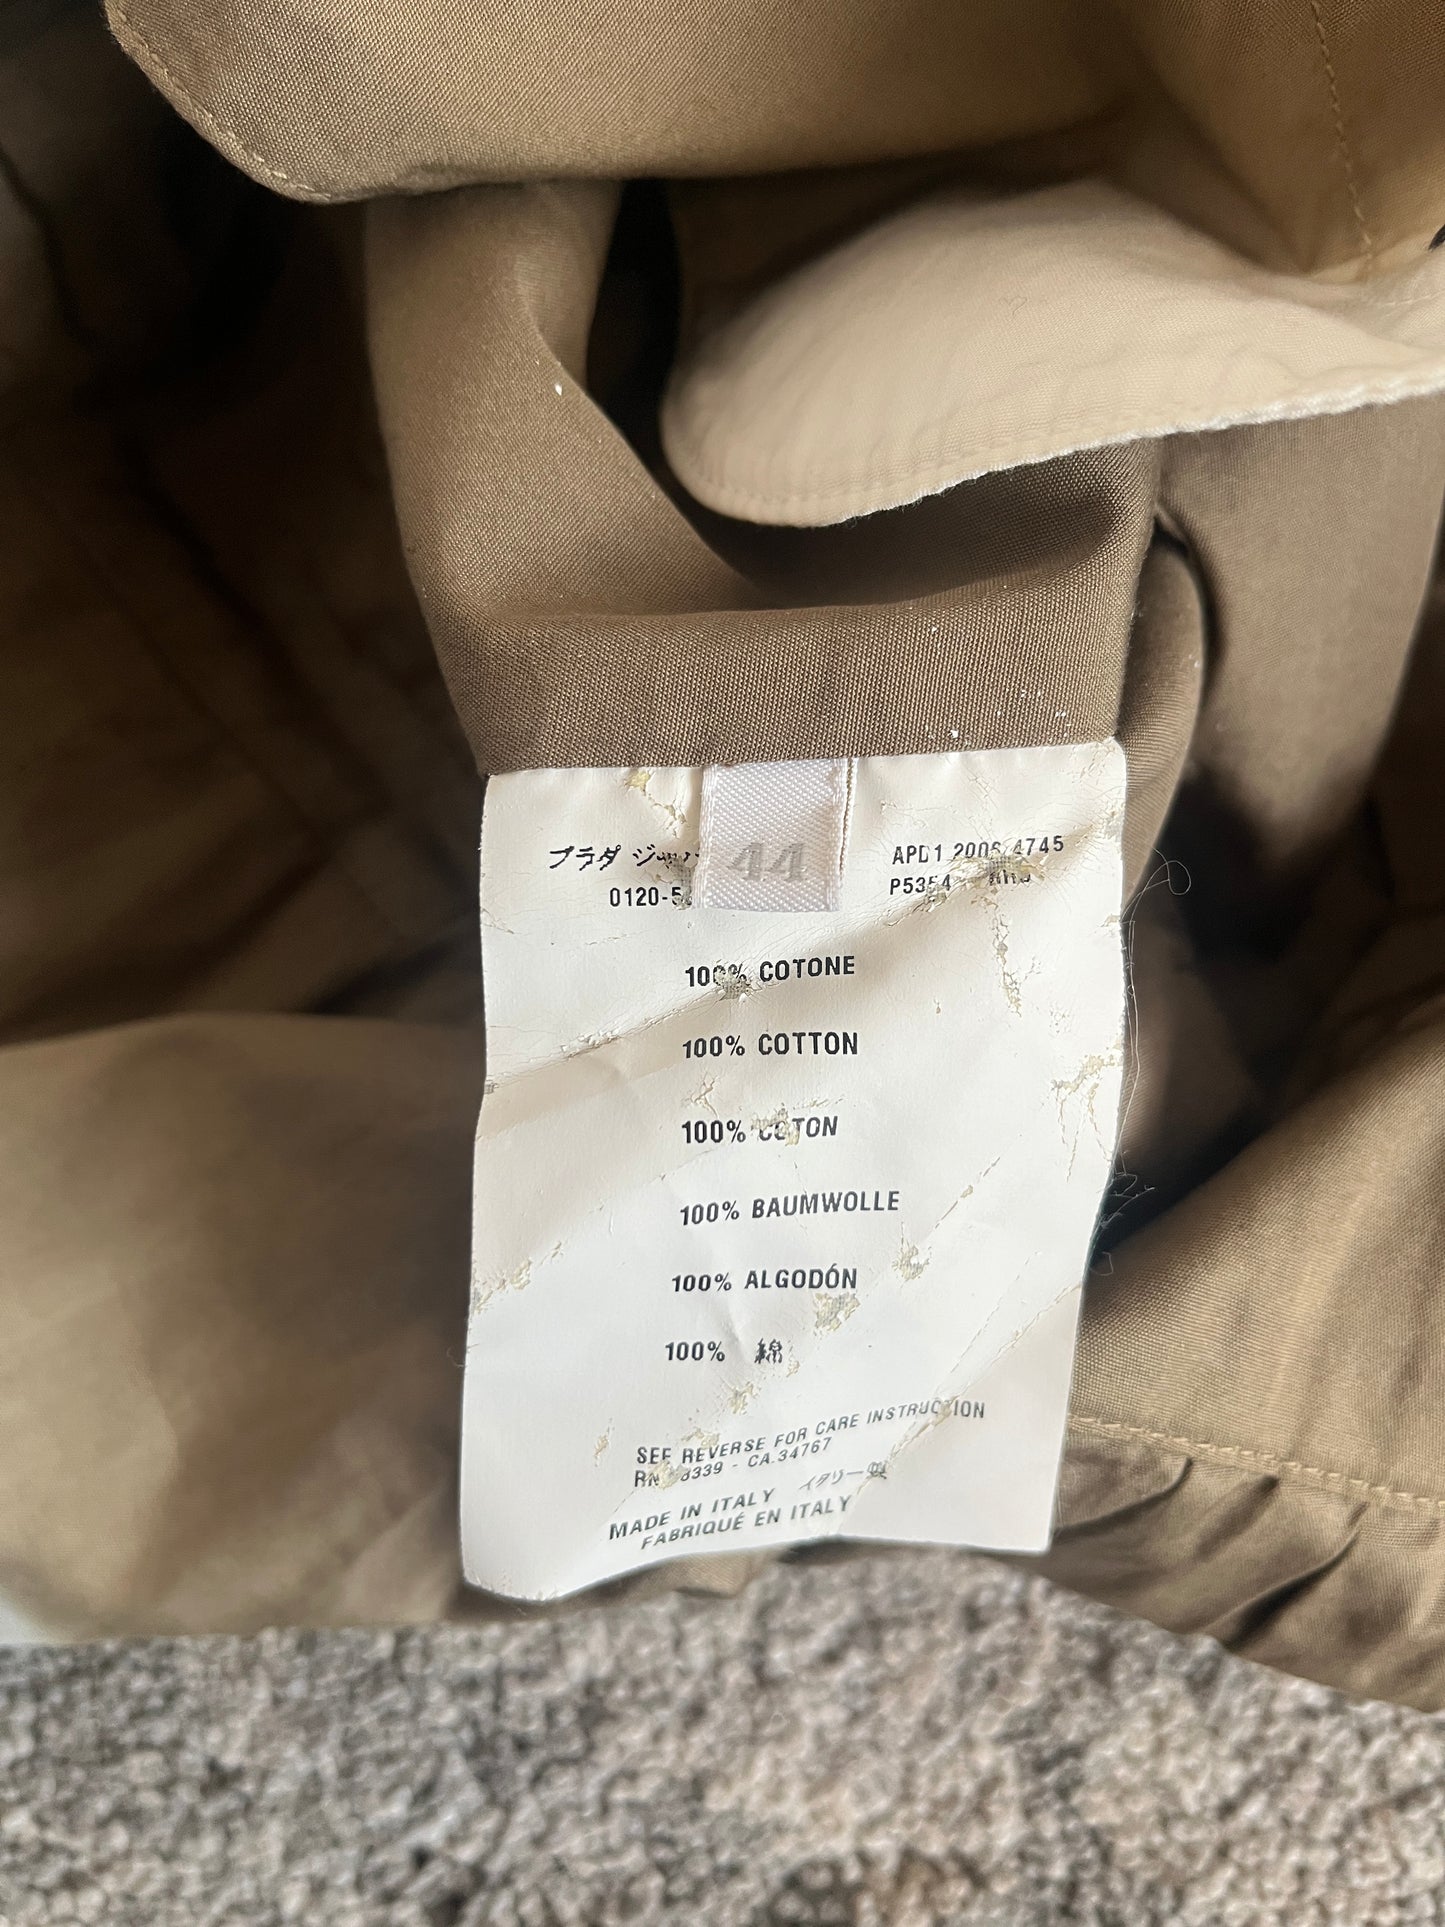 プラダ ジャパ
44
APD1 2006 4745
0120-5
P5354
100% COTONE
100% COTTON
100% COTON
100% BAUMWOLLE
100% ALGODÓN
100% 綿
SEE REVERSE FOR CARE INSTRUCTION
CA.34767
MADE IN ITALY イタリー製
FABRIQUÉ EN ITALY